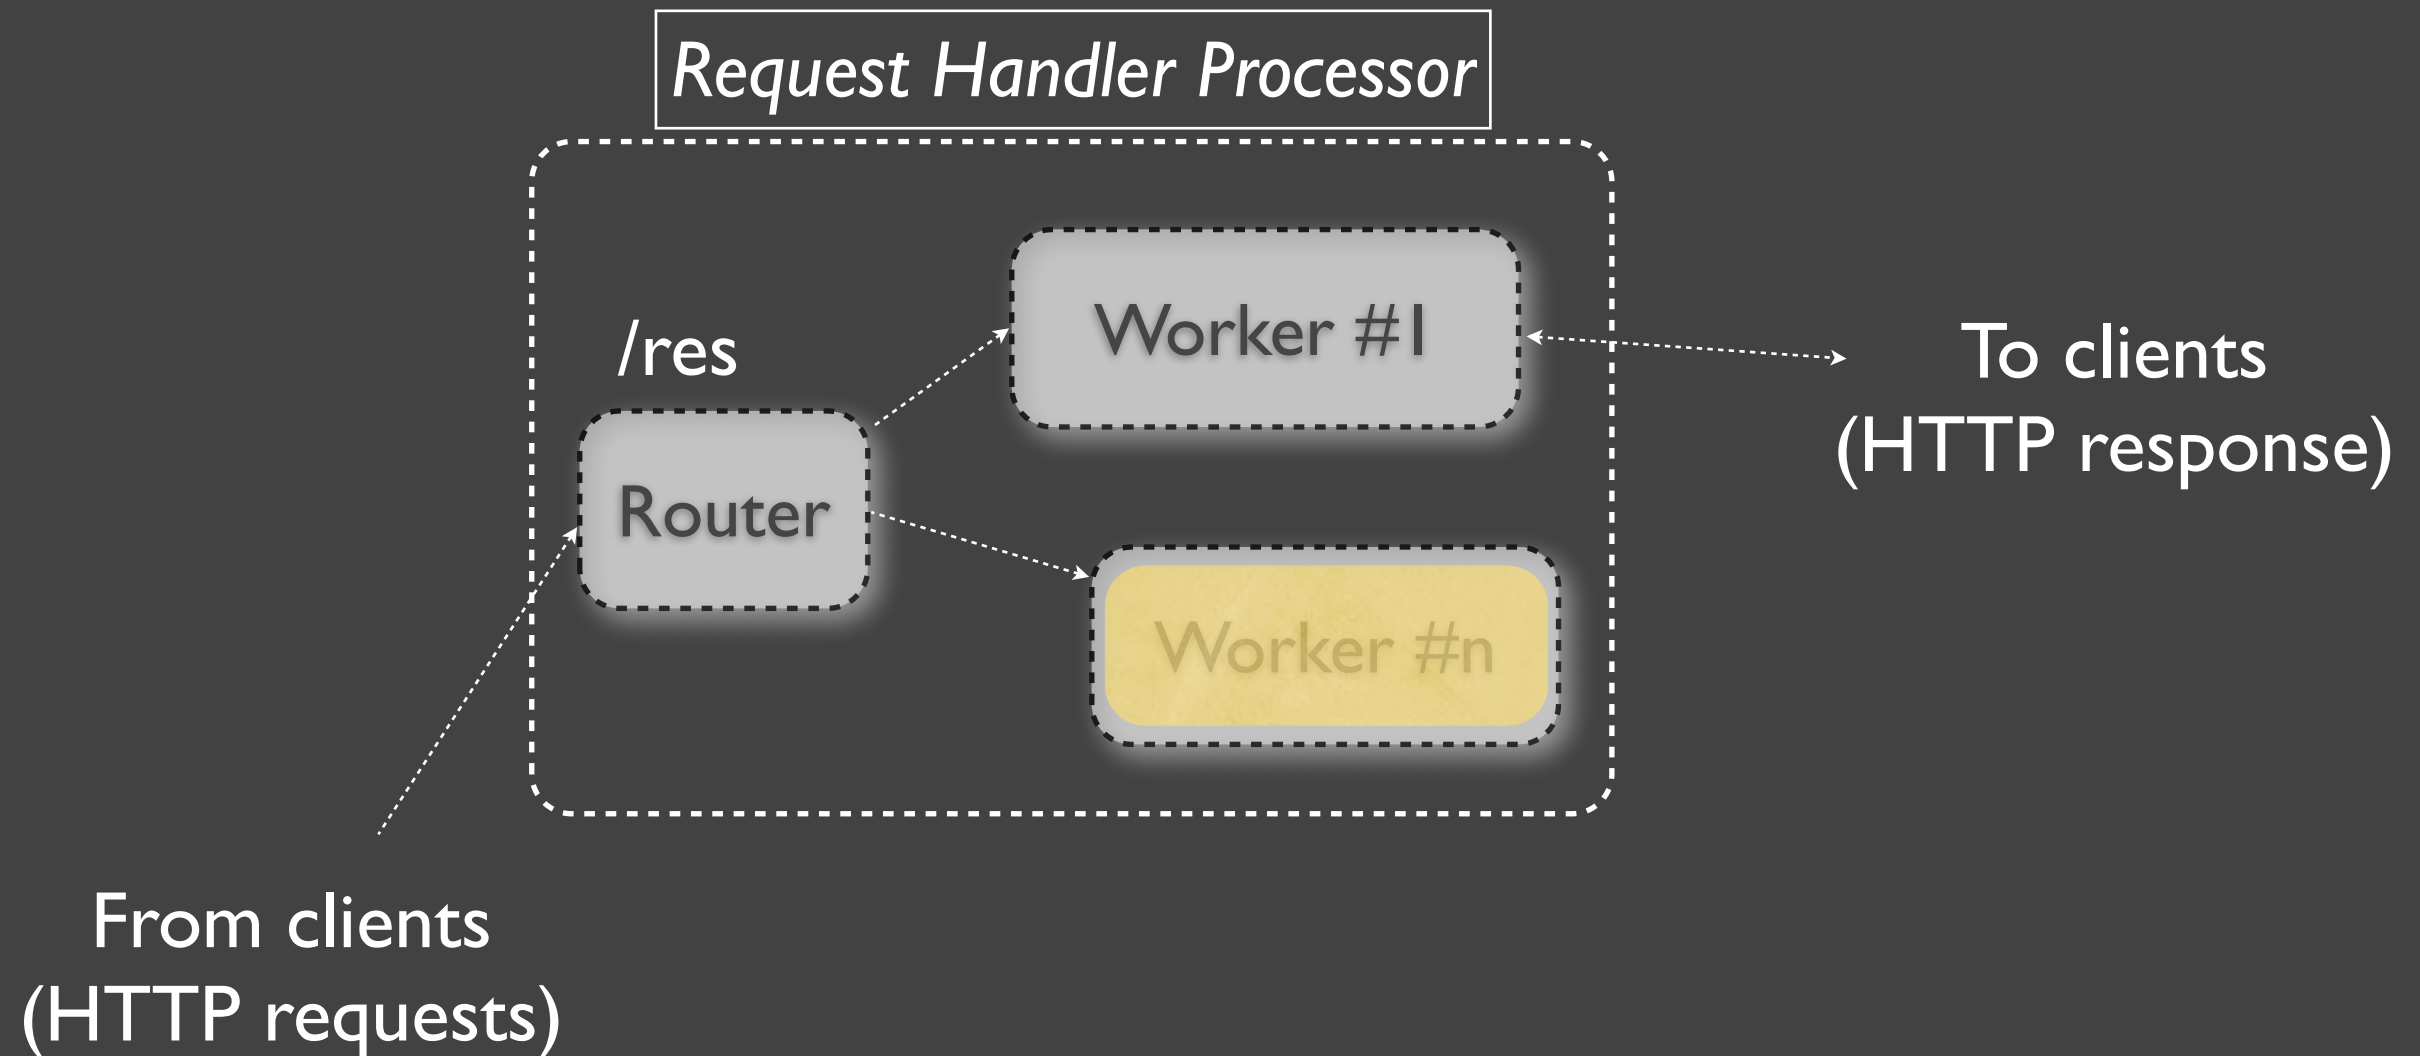 Request Handler Processor
/res
Worker #1
Router
Worker #n
To clients
(HTTP response)
From clients
(HTTP requests)